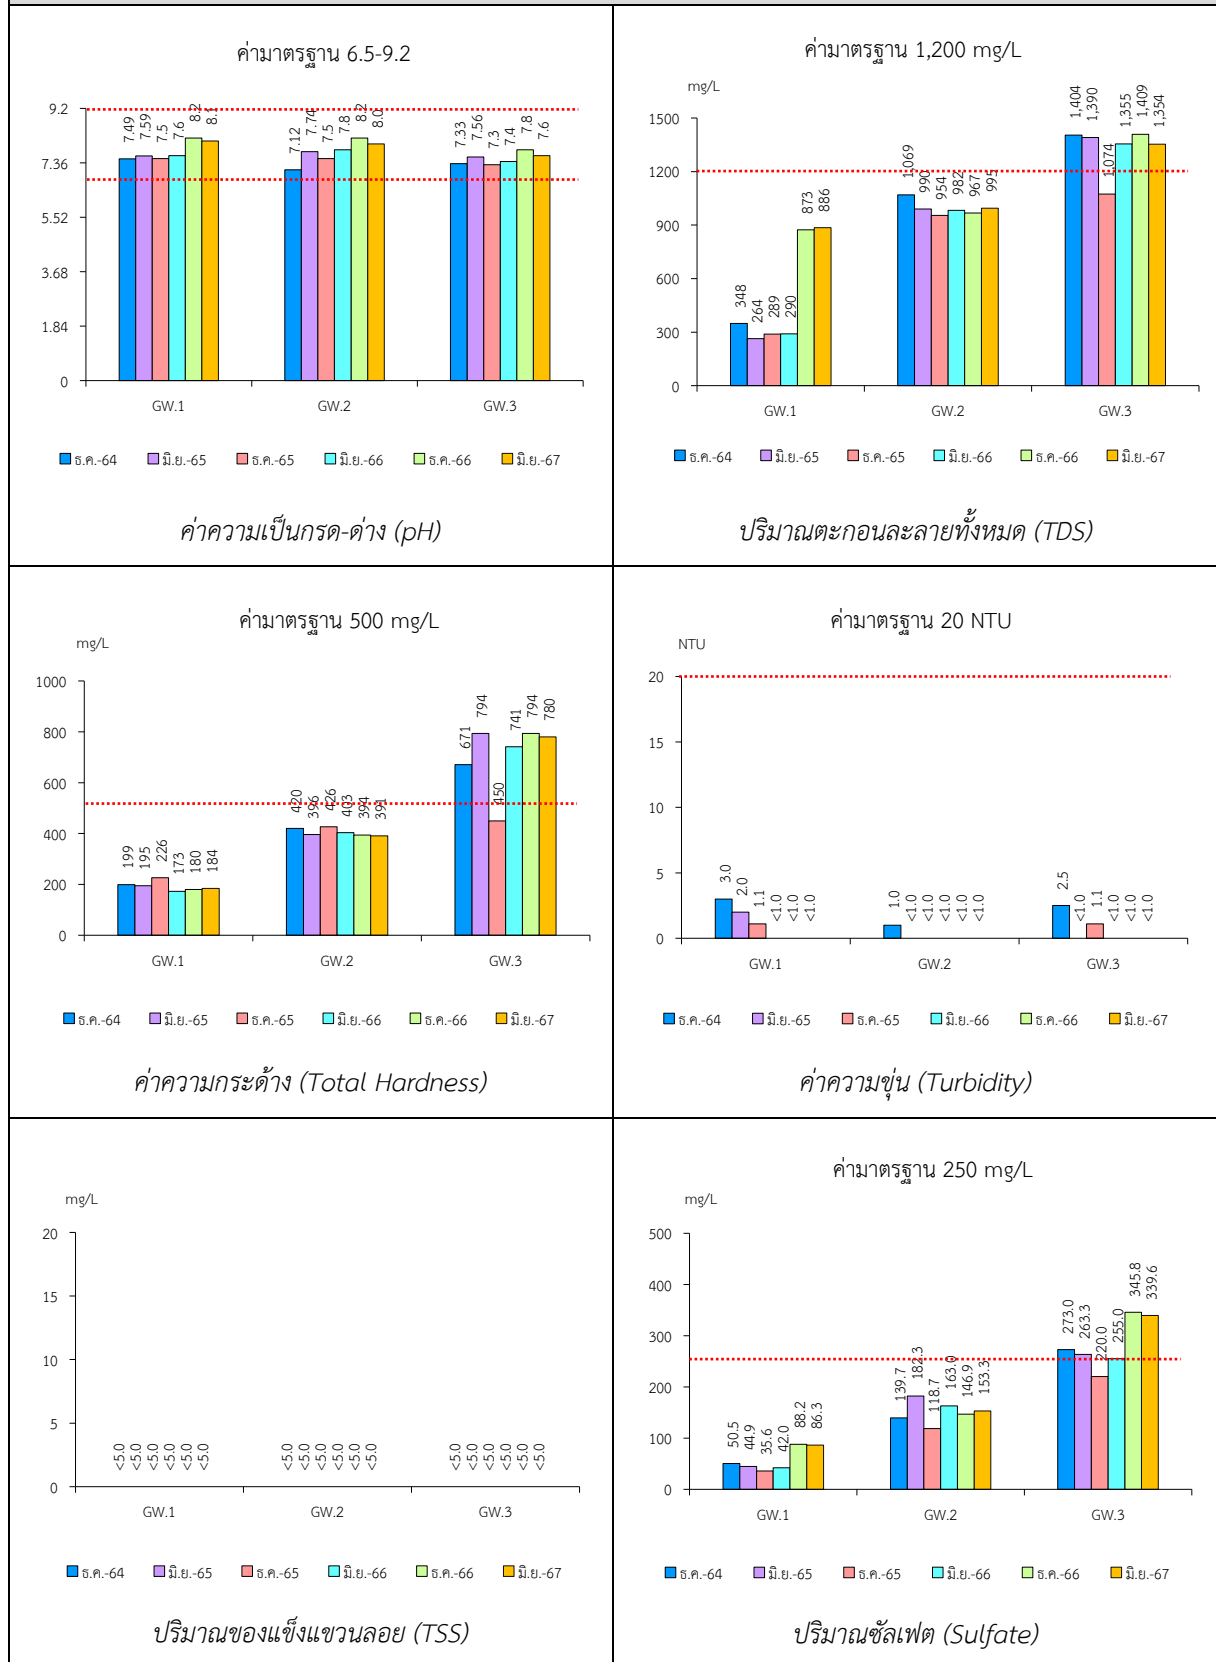 ค่ามาตรฐาน 6.5-9.2
9.2
7.36
5.52
3.68
1.84
0
7.49 7.59 7.5 7.6 8.2 8.1
7.12 7.74 7.5 7.8 8.2 8.0
7.33 7.56 7.3 7.4 7.8 7.6
GW.1 GW.2 GW.3
ธ.ค.-64 มิ.ย.-65 ธ.ค.-65 มิ.ย.-66 ธ.ค.-66 มิ.ย.-67
ค่าความเป็นกรด-ด่าง (pH)
ค่ามาตรฐาน 1,200 mg/L
mg/L
1500
1200
900
600
300
0
348 264 289 290 873 886
1,069 990 954 982 967 995
1,404 1,390 1,074 1,355 1,409 1,354
GW.1 GW.2 GW.3
ธ.ค.-64 มิ.ย.-65 ธ.ค.-65 มิ.ย.-66 ธ.ค.-66 มิ.ย.-67
ปริมาณตะกอนละลายทั้งหมด (TDS)
ค่ามาตรฐาน 500 mg/L
mg/L
1000
800
600
400
200
0
199 195 226 173 180 184
420 396 426 403 394 391
671 794 450 741 794 780
GW.1 GW.2 GW.3
ธ.ค.-64 มิ.ย.-65 ธ.ค.-65 มิ.ย.-66 ธ.ค.-66 มิ.ย.-67
ค่าความกระด้าง (Total Hardness)
ค่ามาตรฐาน 20 NTU
NTU
20
15
10
5
0
3.0 2.0 1.1 <1.0 <1.0 <1.0
1.0 <1.0 <1.0 <1.0 <1.0 <1.0
2.5 <1.0 1.1 <1.0 <1.0 <1.0
GW.1 GW.2 GW.3
ธ.ค.-64 มิ.ย.-65 ธ.ค.-65 มิ.ย.-66 ธ.ค.-66 มิ.ย.-67
ค่าความขุ่น (Turbidity)
mg/L
20
15
10
5
0
<5.0 <5.0 <5.0 <5.0 <5.0 <5.0
<5.0 <5.0 <5.0 <5.0 <5.0 <5.0
<5.0 <5.0 <5.0 <5.0 <5.0 <5.0
GW.1 GW.2 GW.3
ธ.ค.-64 มิ.ย.-65 ธ.ค.-65 มิ.ย.-66 ธ.ค.-66 มิ.ย.-67
ปริมาณของแข็งแขวนลอย (TSS)
ค่ามาตรฐาน 250 mg/L
mg/L
500
400
300
200
100
0
50.5 44.9 35.6 42.0 88.2 86.3
139.7 182.3 118.7 163.0 146.9 153.3
273.0 263.3 220.0 255.0 345.8 339.6
GW.1 GW.2 GW.3
ธ.ค.-64 มิ.ย.-65 ธ.ค.-65 มิ.ย.-66 ธ.ค.-66 มิ.ย.-67
ปริมาณซัลเฟต (Sulfate)